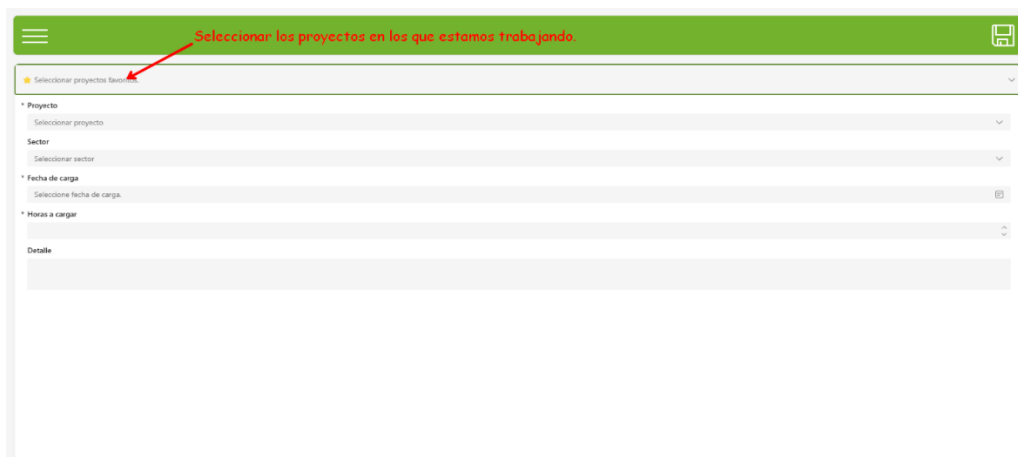 Seleccionar los proyectos en los que estamos trabajando.
Seleccionar proyectos favoritos.
* Proyecto
Seleccionar proyecto
Sector
Seleccionar sector
* Fecha de carga
Seleccione fecha de carga.
* Horas a cargar
Detalle